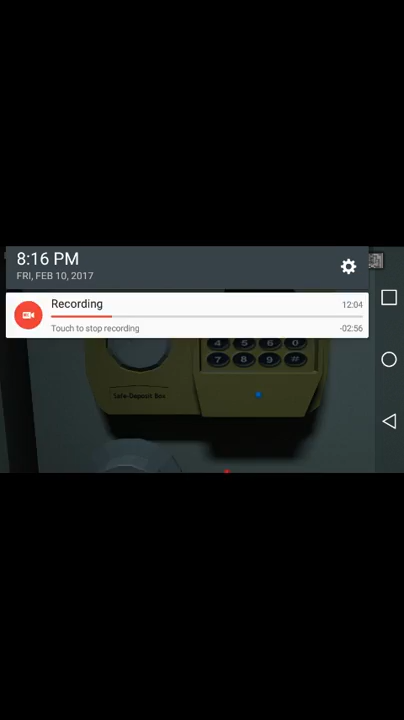 8:16 PM
FRI, FEB 10, 2017
Recording
12:04
Touch to stop recording
-02:56
4 5 6 0
7 8 9 #
Safe-Deposit Box